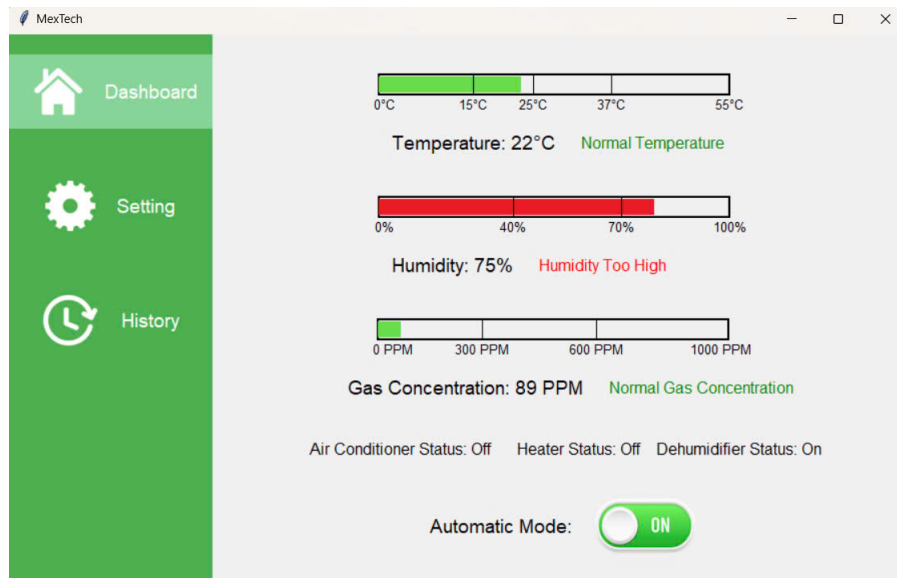 MexTech
Dashboard
Setting
History
0°C 15°C 25°C 37°C 55°C
Temperature: 22°C Normal Temperature
0% 40% 70% 100%
Humidity: 75% Humidity Too High
0 PPM 300 PPM 600 PPM 1000 PPM
Gas Concentration: 89 PPM Normal Gas Concentration
Air Conditioner Status: Off Heater Status: Off Dehumidifier Status: On
Automatic Mode: ON